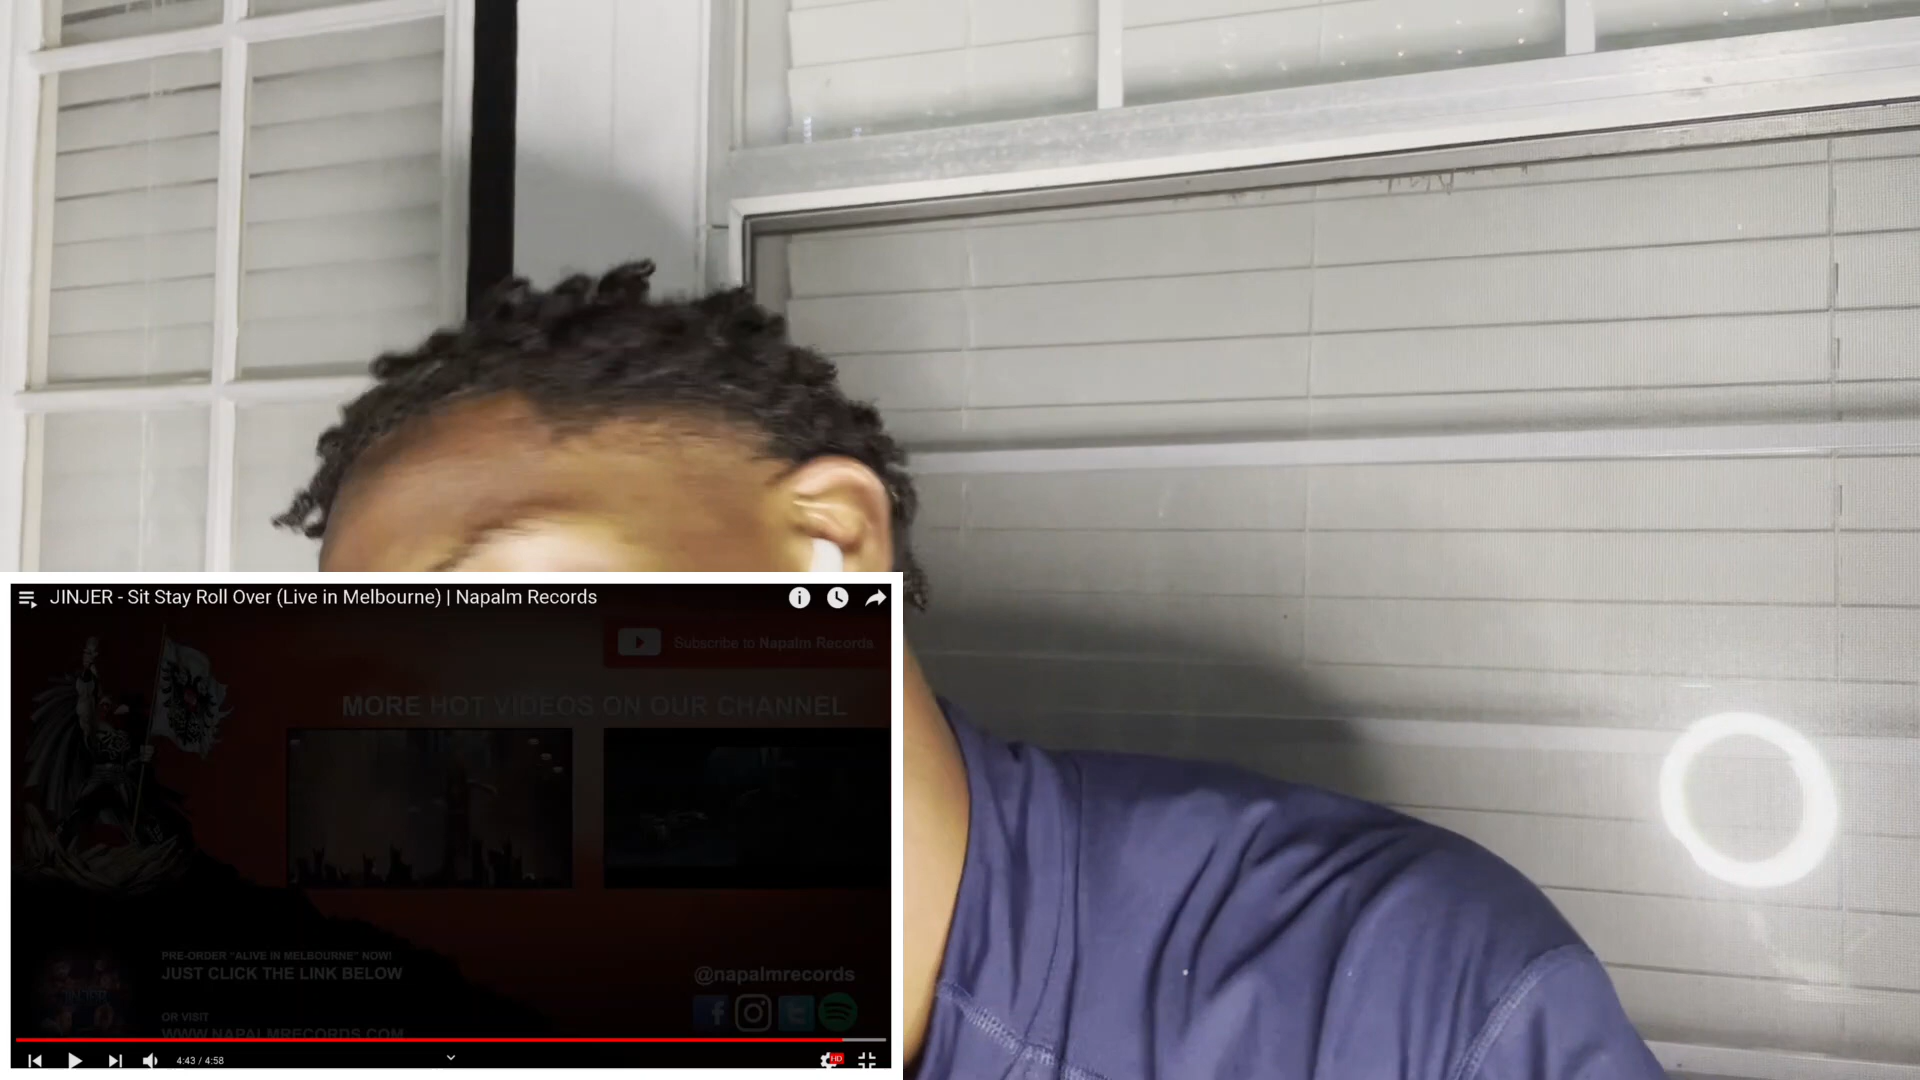 JINJER - Sit Stay Roll Over (Live in Melbourne) | Napalm Records
Subscribe to Napalm Records
MORE HOT VIDEOS ON OUR CHANNEL
PRE-ORDER "ALIVE IN MELBOURNE" NOW!
JUST CLICK THE LINK BELOW
@napalmrecords
OR VISIT
WWW.NAPALMRECORDS.COM
4:43 / 4:58
HD